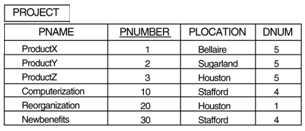 PROJECT
PNAME PNUMBER PLOCATION DNUM
ProductX 1 Bellaire 5
ProductY 2 Sugarland 5
ProductZ 3 Houston 5
Computerization 10 Stafford 4
Reorganization 20 Houston 1
Newbenefits 30 Stafford 4